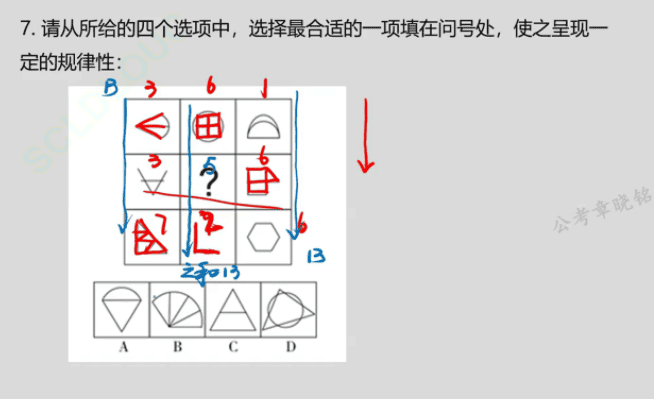 7. 请从所给的四个选项中，选择最合适的一项填在问号处，使之呈现一
定的规律性：
B 3 6 1
3 5 6
?
7 2 6
之和13 13
A B C D
公考章晓铭